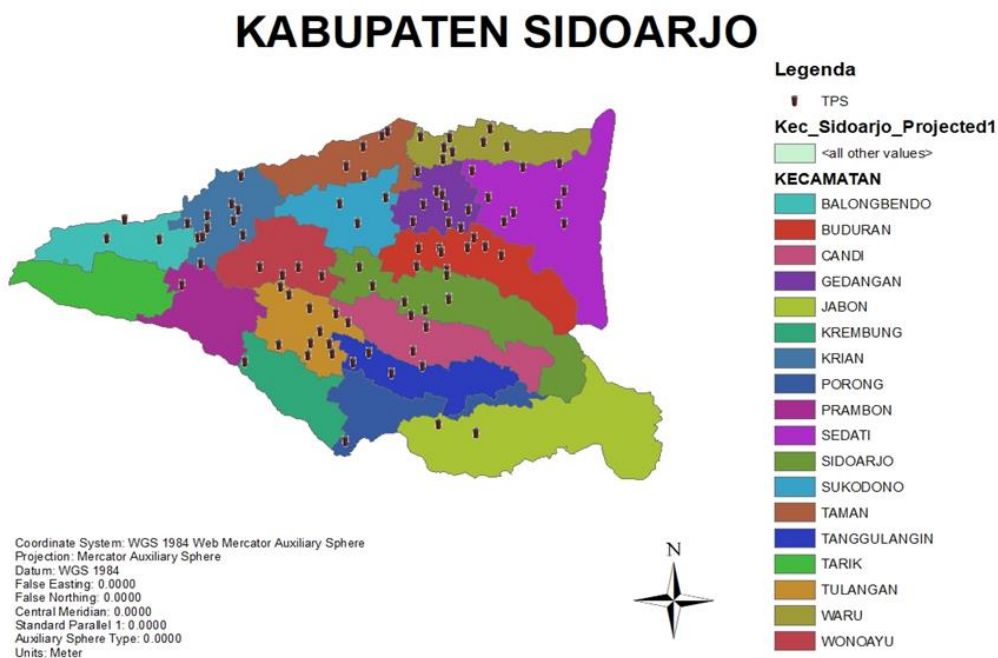 KABUPATEN SIDOARJO
Legenda
TPS
Kec_Sidoarjo_Projected1
<all other values>
KECAMATAN
BALONGBENDO
BUDURAN
CANDI
GEDANGAN
JABON
KREMBUNG
KRIAN
PORONG
PRAMBON
SEDATI
SIDOARJO
SUKODONO
TAMAN
TANGGULANGIN
TARIK
TULANGAN
WARU
WONOAYU
Coordinate System: WGS 1984 Web Mercator Auxiliary Sphere
Projection: Mercator Auxiliary Sphere
Datum: WGS 1984
False Easting: 0.0000
False Northing: 0.0000
Central Meridian: 0.0000
Standard Parallel 1: 0.0000
Auxiliary Sphere Type: 0.0000
Units: Meter
N